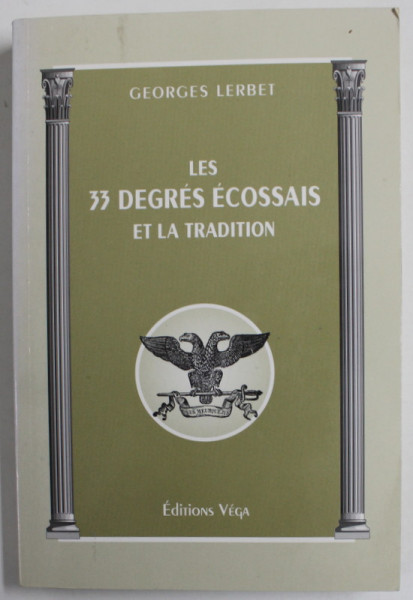 GEORGES LERBET
LES
33 DEGRÉS ÉCOSSAIS
ET LA TRADITION
Éditions Véga